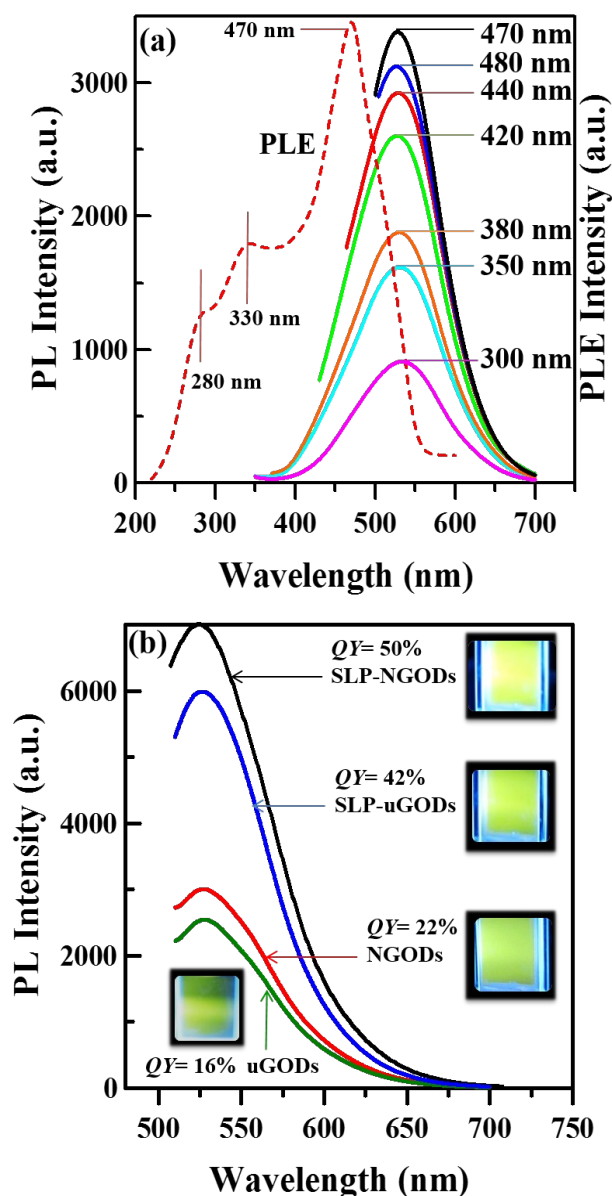 (a)
470 nm
470 nm
480 nm
440 nm
420 nm
PLE
380 nm
350 nm
330 nm
300 nm
280 nm
PL Intensity (a.u.)
3000
2000
1000
0
PLE Intensity (a.u.)
200 300 400 500 600 700
Wavelength (nm)
(b)
QY= 50%
SLP-NGODs
QY= 42%
SLP-uGODs
QY= 22%
NGODs
QY= 16% uGODs
PL Intensity (a.u.)
6000
4000
2000
0
500 550 600 650 700 750
Wavelength (nm)